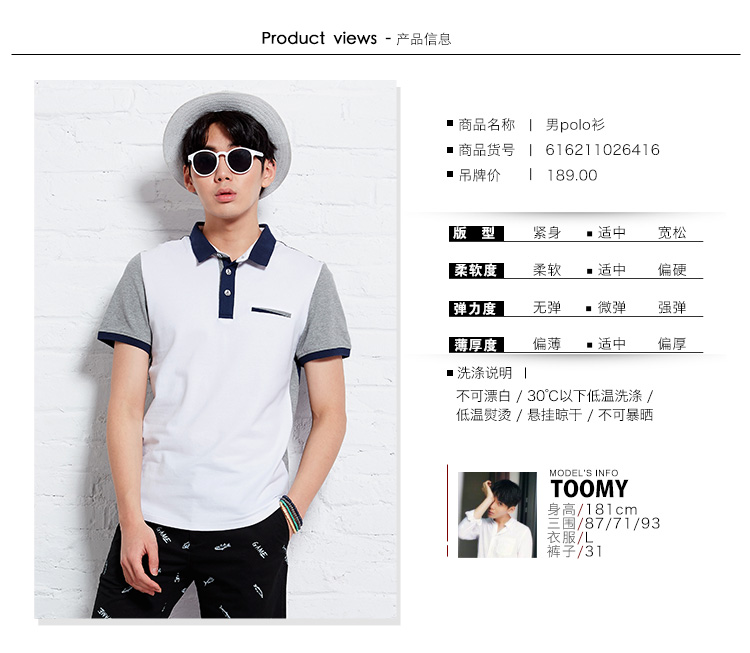 Product views - 产品信息
■ 商品名称 | 男polo衫
■ 商品货号 | 616211026416
■ 吊牌价 | 189.00
版 型 紧身 ■ 适中 宽松
柔软度 柔软 ■ 适中 偏硬
弹力度 无弹 ■ 微弹 强弹
薄厚度 偏薄 ■ 适中 偏厚
■ 洗涤说明 |
不可漂白 / 30℃以下低温洗涤 /
低温熨烫 / 悬挂晾干 / 不可暴晒
MODEL'S INFO
TOOMY
身高/181cm
三围/87/71/93
衣服/L
裤子/31
GAME
GAME